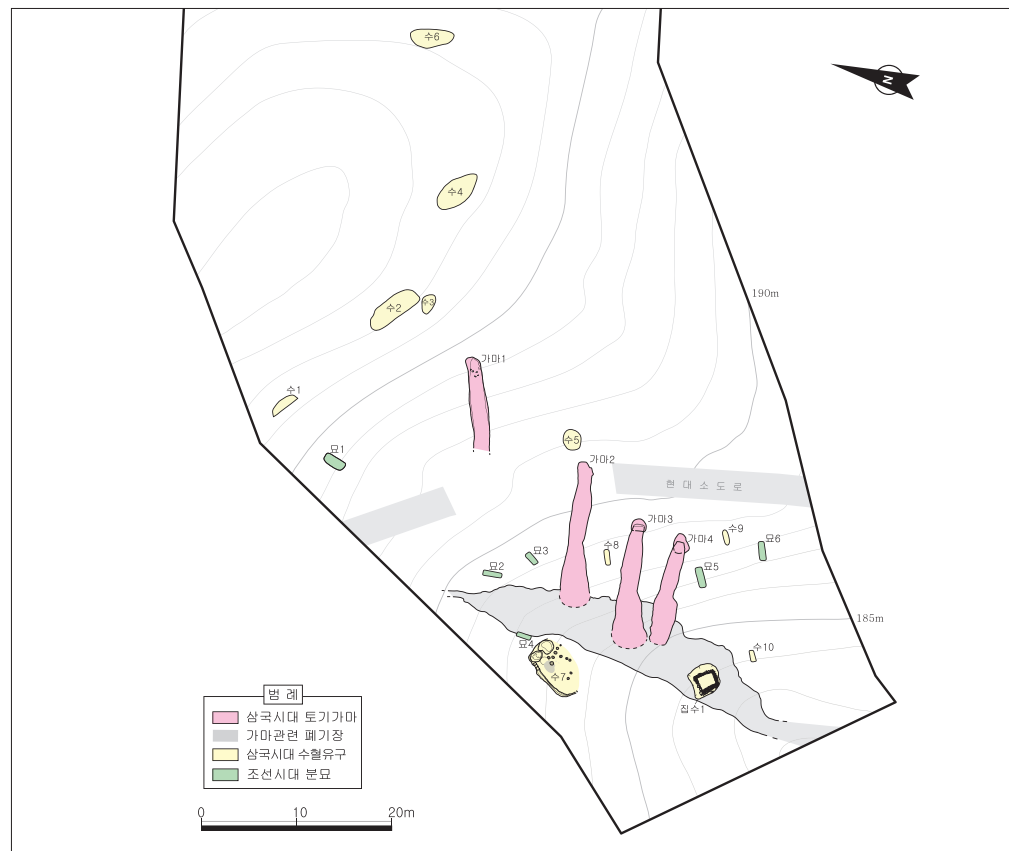 수6
N
수4
190m
수2
수3
가마1
수1
수5
묘1
가마2
현대소도로
가마3
수9
가마4
묘6
수8
묘3
묘2
묘5
185m
묘4
수10
수7
집수1
범 례
삼국시대 토기가마
가마관련 폐기장
삼국시대 수혈유구
조선시대 분묘
0 10 20m